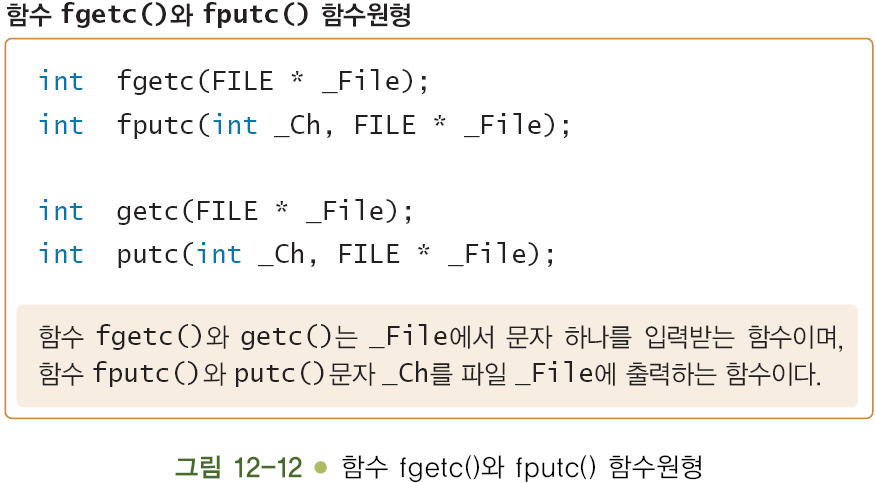 함수 fgetc()와 fputc() 함수원형
int fgetc(FILE * _File);
int fputc(int _Ch, FILE * _File);
int getc(FILE * _File);
int putc(int _Ch, FILE * _File);
함수 fgetc()와 getc()는 _File에서 문자 하나를 입력받는 함수이며,
함수 fputc()와 putc()문자 _Ch를 파일 _File에 출력하는 함수이다.
그림 12-12 ● 함수 fgetc()와 fputc() 함수원형